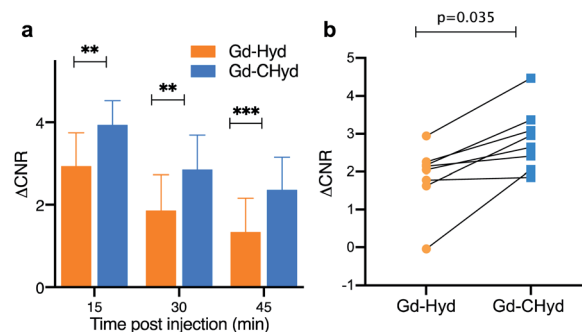 a
Gd-Hyd
Gd-CHyd
**
**
***
ΔCNR
4
2
0
15
30
45
Time post injection (min)
b
p=0.035
ΔCNR
5
4
3
2
1
0
-1
Gd-Hyd
Gd-CHyd